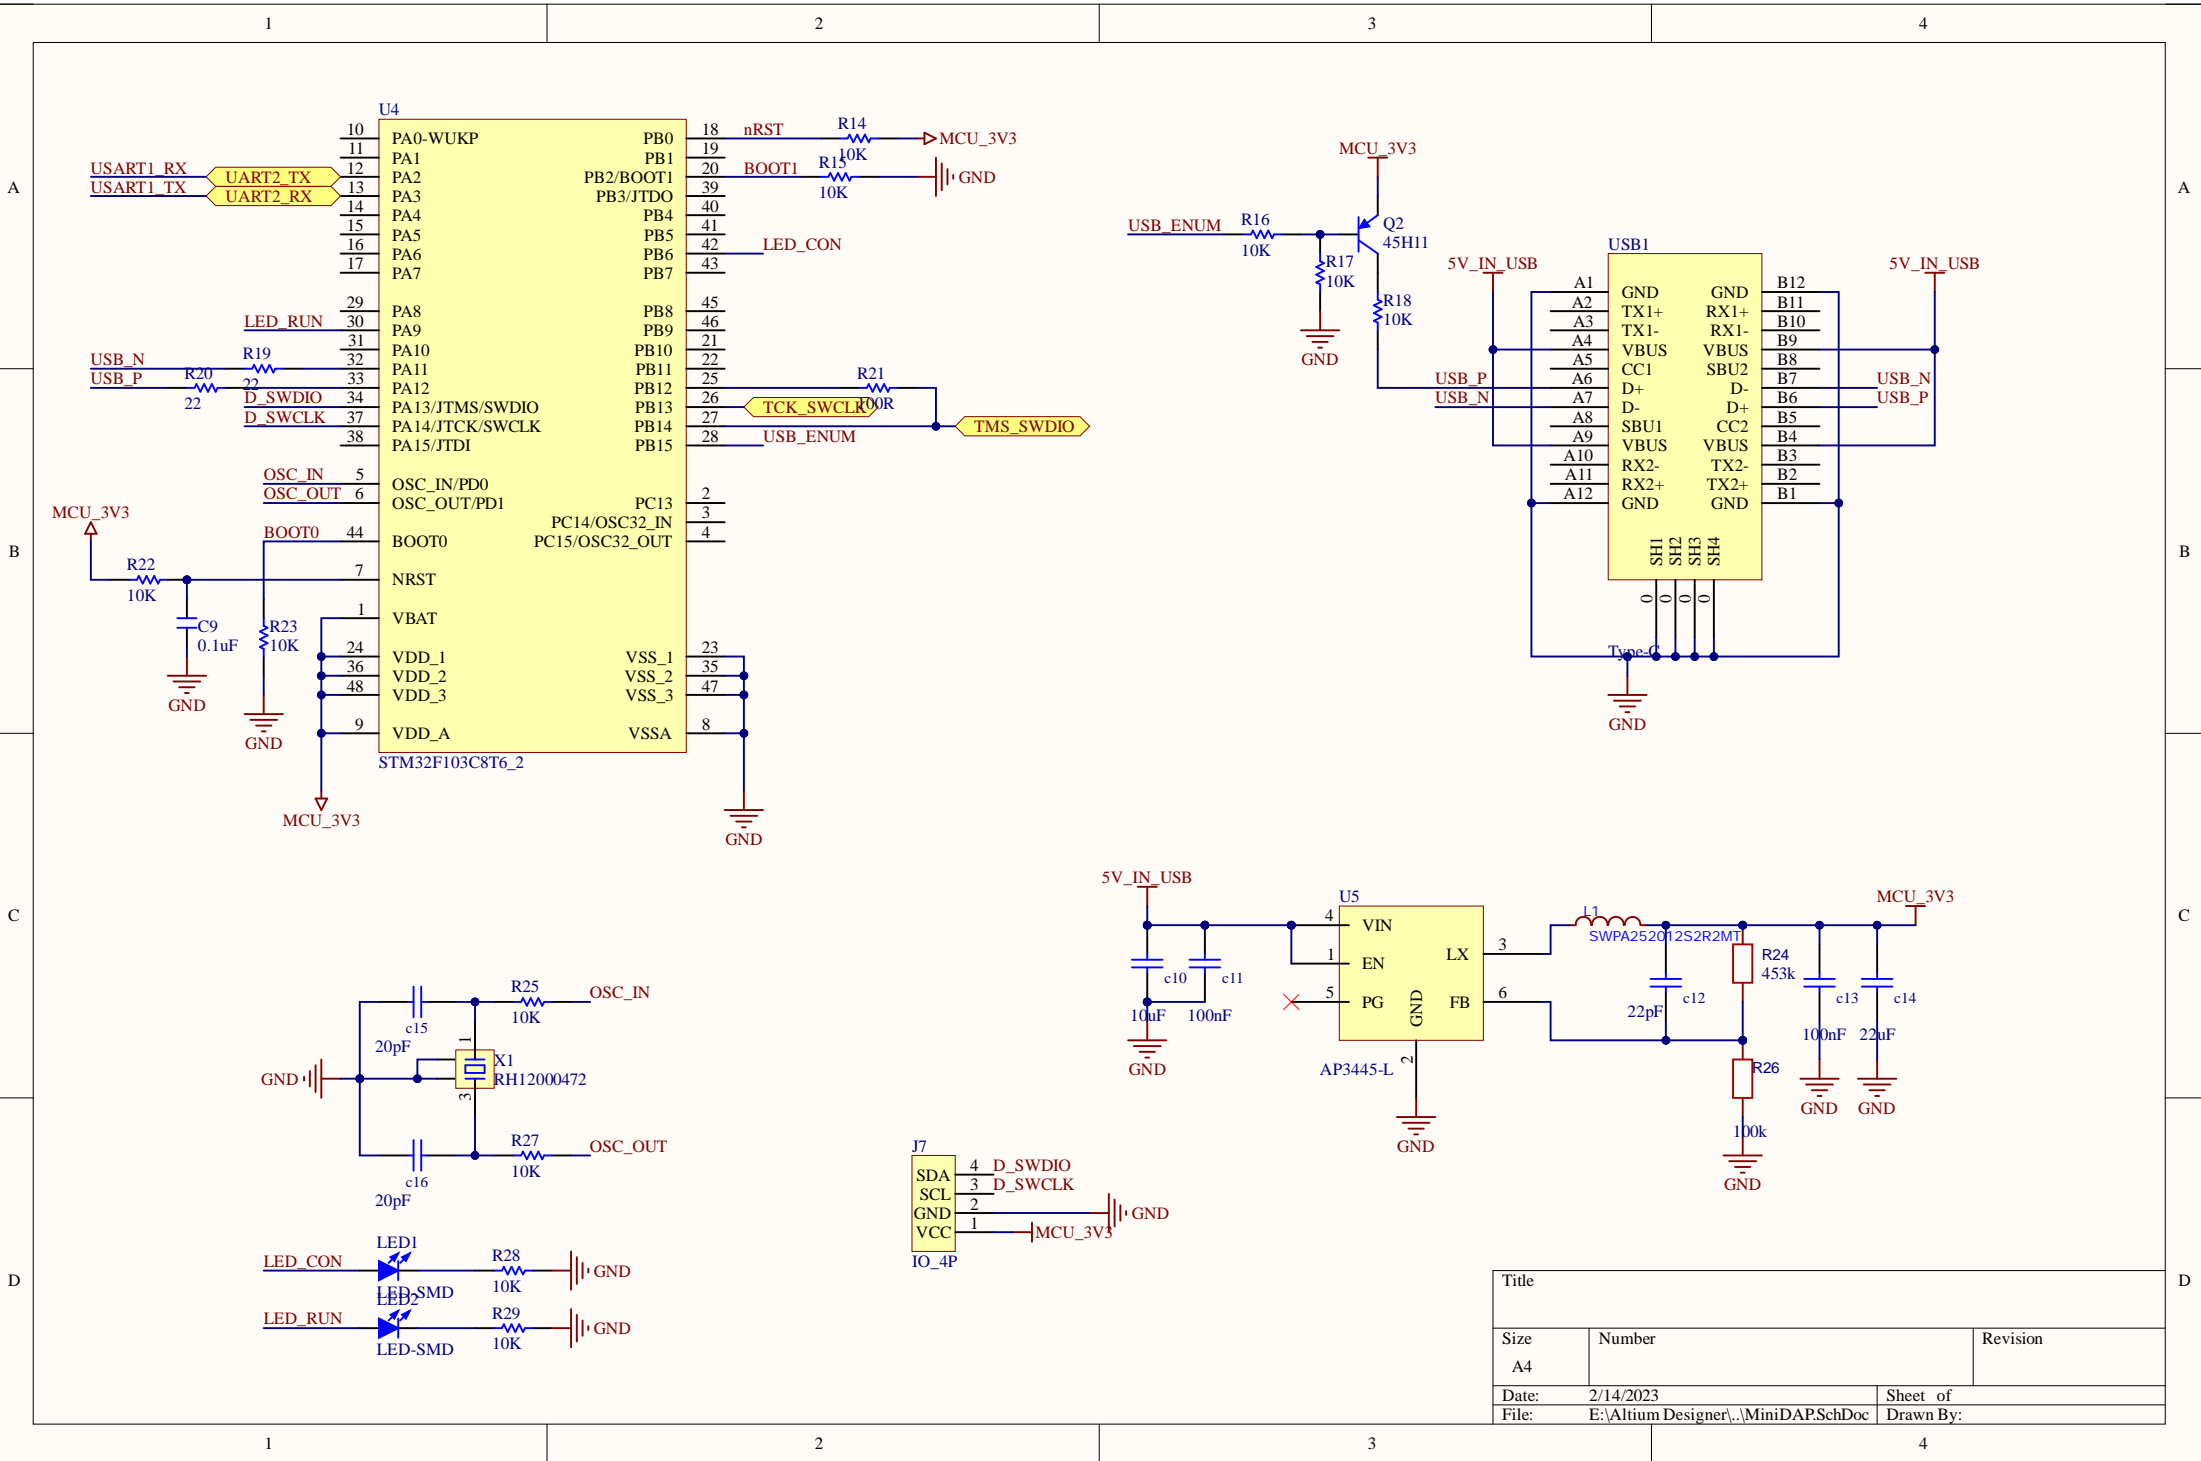 1 2 3 4
A
B
C
D
A
B
C
D
1 2 3 4
U4
10 PA0-WUKP
11 PA1
USART1_RX UART2_TX 12 PA2
USART1_TX UART2_RX 13 PA3
14 PA4
15 PA5
16 PA6
17 PA7
29 PA8
LED_RUN 30 PA9
31 PA10
USB_N R19 22 32 PA11
USB_P R20 22 33 PA12
D_SWDIO 34 PA13/JTMS/SWDIO
D_SWCLK 37 PA14/JTCK/SWCLK
38 PA15/JTDI
OSC_IN 5 OSC_IN/PD0
OSC_OUT 6 OSC_OUT/PD1
BOOT0 44 BOOT0
7 NRST
1 VBAT
24 VDD_1
36 VDD_2
48 VDD_3
9 VDD_A
STM32F103C8T6_2
MCU_3V3
MCU_3V3
R22
10K
C9
0.1uF
GND
R23
10K
GND
PB0 18 nRST R14 10K MCU_3V3
PB1 19
PB2/BOOT1 20 BOOT1 R15 10K GND
PB3/JTDO 39
PB4 40
PB5 41
PB6 42 LED_CON
PB7 43
PB8 45
PB9 46
PB10 21
PB11 22
PB12 25 R21 100R
PB13 26 TCK_SWCLK
PB14 27 TMS_SWDIO
PB15 28 USB_ENUM
PC13 2
PC14/OSC32_IN 3
PC15/OSC32_OUT 4
VSS_1 23
VSS_2 35
VSS_3 47
VSSA 8
GND
MCU_3V3
USB_ENUM R16
10K
Q2
45H11
R17
10K
R18
10K
GND
USB1
5V_IN_USB
5V_IN_USB
A1 GND GND B12
A2 TX1+ RX1+ B11
A3 TX1- RX1- B10
A4 VBUS VBUS B9
A5 CC1 SBU2 B8
USB_P A6 D+ D- B7 USB_N
USB_N A7 D- D+ B6 USB_P
A8 SBU1 CC2 B5
A9 VBUS VBUS B4
A10 RX2- TX2- B3
A11 RX2+ TX2+ B2
A12 GND GND B1
SH1 SH2 SH3 SH4
0 0 0 0
Type-C
GND
5V_IN_USB
c10 c11
10uF 100nF
GND
U5
4 VIN
1 EN
5 PG
LX 3
FB 6
GND 2
AP3445-L
GND
L1
SWPA252012S2R2MT
MCU_3V3
c12
22pF
R24
453k
R26
100k
GND
c13 c14
100nF 22uF
GND GND
c15
20pF
R25
10K
OSC_IN
GND
1
X1
RH12000472
3
c16
20pF
R27
10K
OSC_OUT
LED_CON LED1
LED-SMD
R28
10K
GND
LED_RUN LED2
LED-SMD
R29
10K
GND
J7
SDA 4 D_SWDIO
SCL 3 D_SWCLK
GND 2 GND
VCC 1 MCU_3V3
IO_4P
Title
Size Number Revision
A4
Date: 2/14/2023 Sheet of
File: E:\Altium Designer\..\MiniDAP.SchDoc Drawn By: